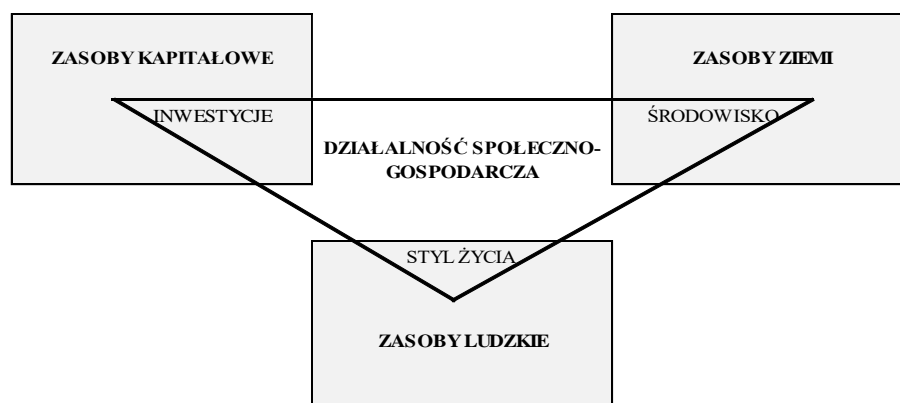 ZASOBY KAPITAŁOWE
ZASOBY ZIEMI
INWESTYCJE
ŚRODOWISKO
DZIAŁALNOŚĆ SPOŁECZNO-
GOSPODARCZA
STYL ŻYCIA
ZASOBY LUDZKIE